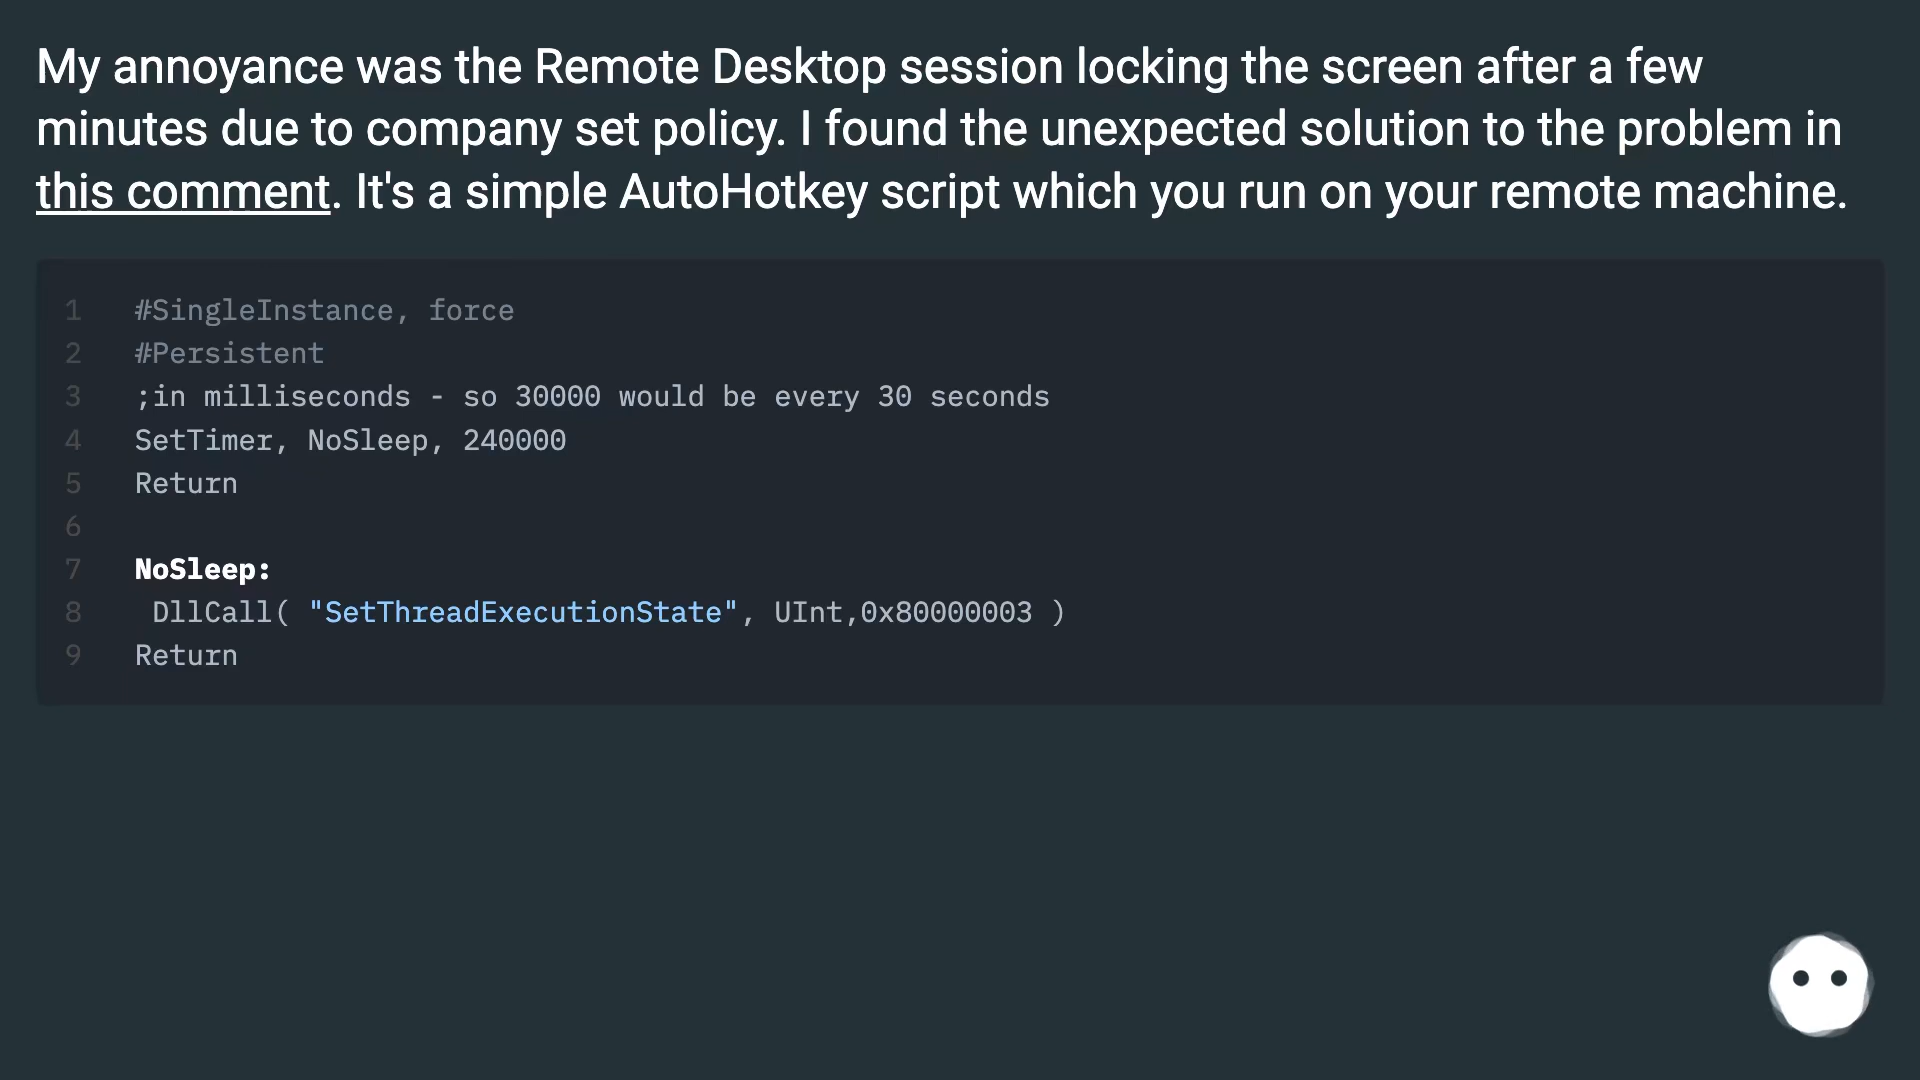 My annoyance was the Remote Desktop session locking the screen after a few
minutes due to company set policy. I found the unexpected solution to the problem in
this comment. It's a simple AutoHotkey script which you run on your remote machine.
1 #SingleInstance, force
2 #Persistent
3 ;in milliseconds - so 30000 would be every 30 seconds
4 SetTimer, NoSleep, 240000
5 Return
6
7 NoSleep:
8  DllCall( "SetThreadExecutionState", UInt,0x80000003 )
9 Return